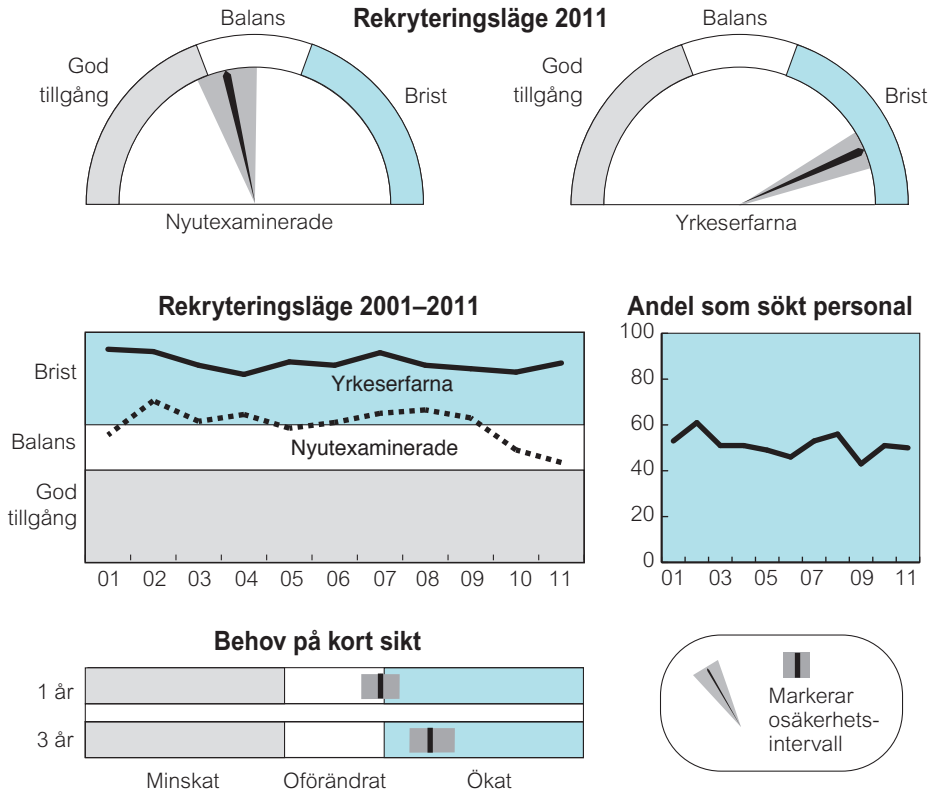 Rekryteringsläge 2011
Balans
God
tillgång
Brist
Nyutexaminerade
Balans
God
tillgång
Brist
Yrkeserfarna
Rekryteringsläge 2001–2011
Brist
Balans
God
tillgång
Yrkeserfarna
Nyutexaminerade
01 02 03 04 05 06 07 08 09 10 11
Andel som sökt personal
100
80
60
40
20
0
01 03 05 07 09 11
Behov på kort sikt
1 år
3 år
Minskat Oförändrat Ökat
Markerar
osäkerhets-
intervall